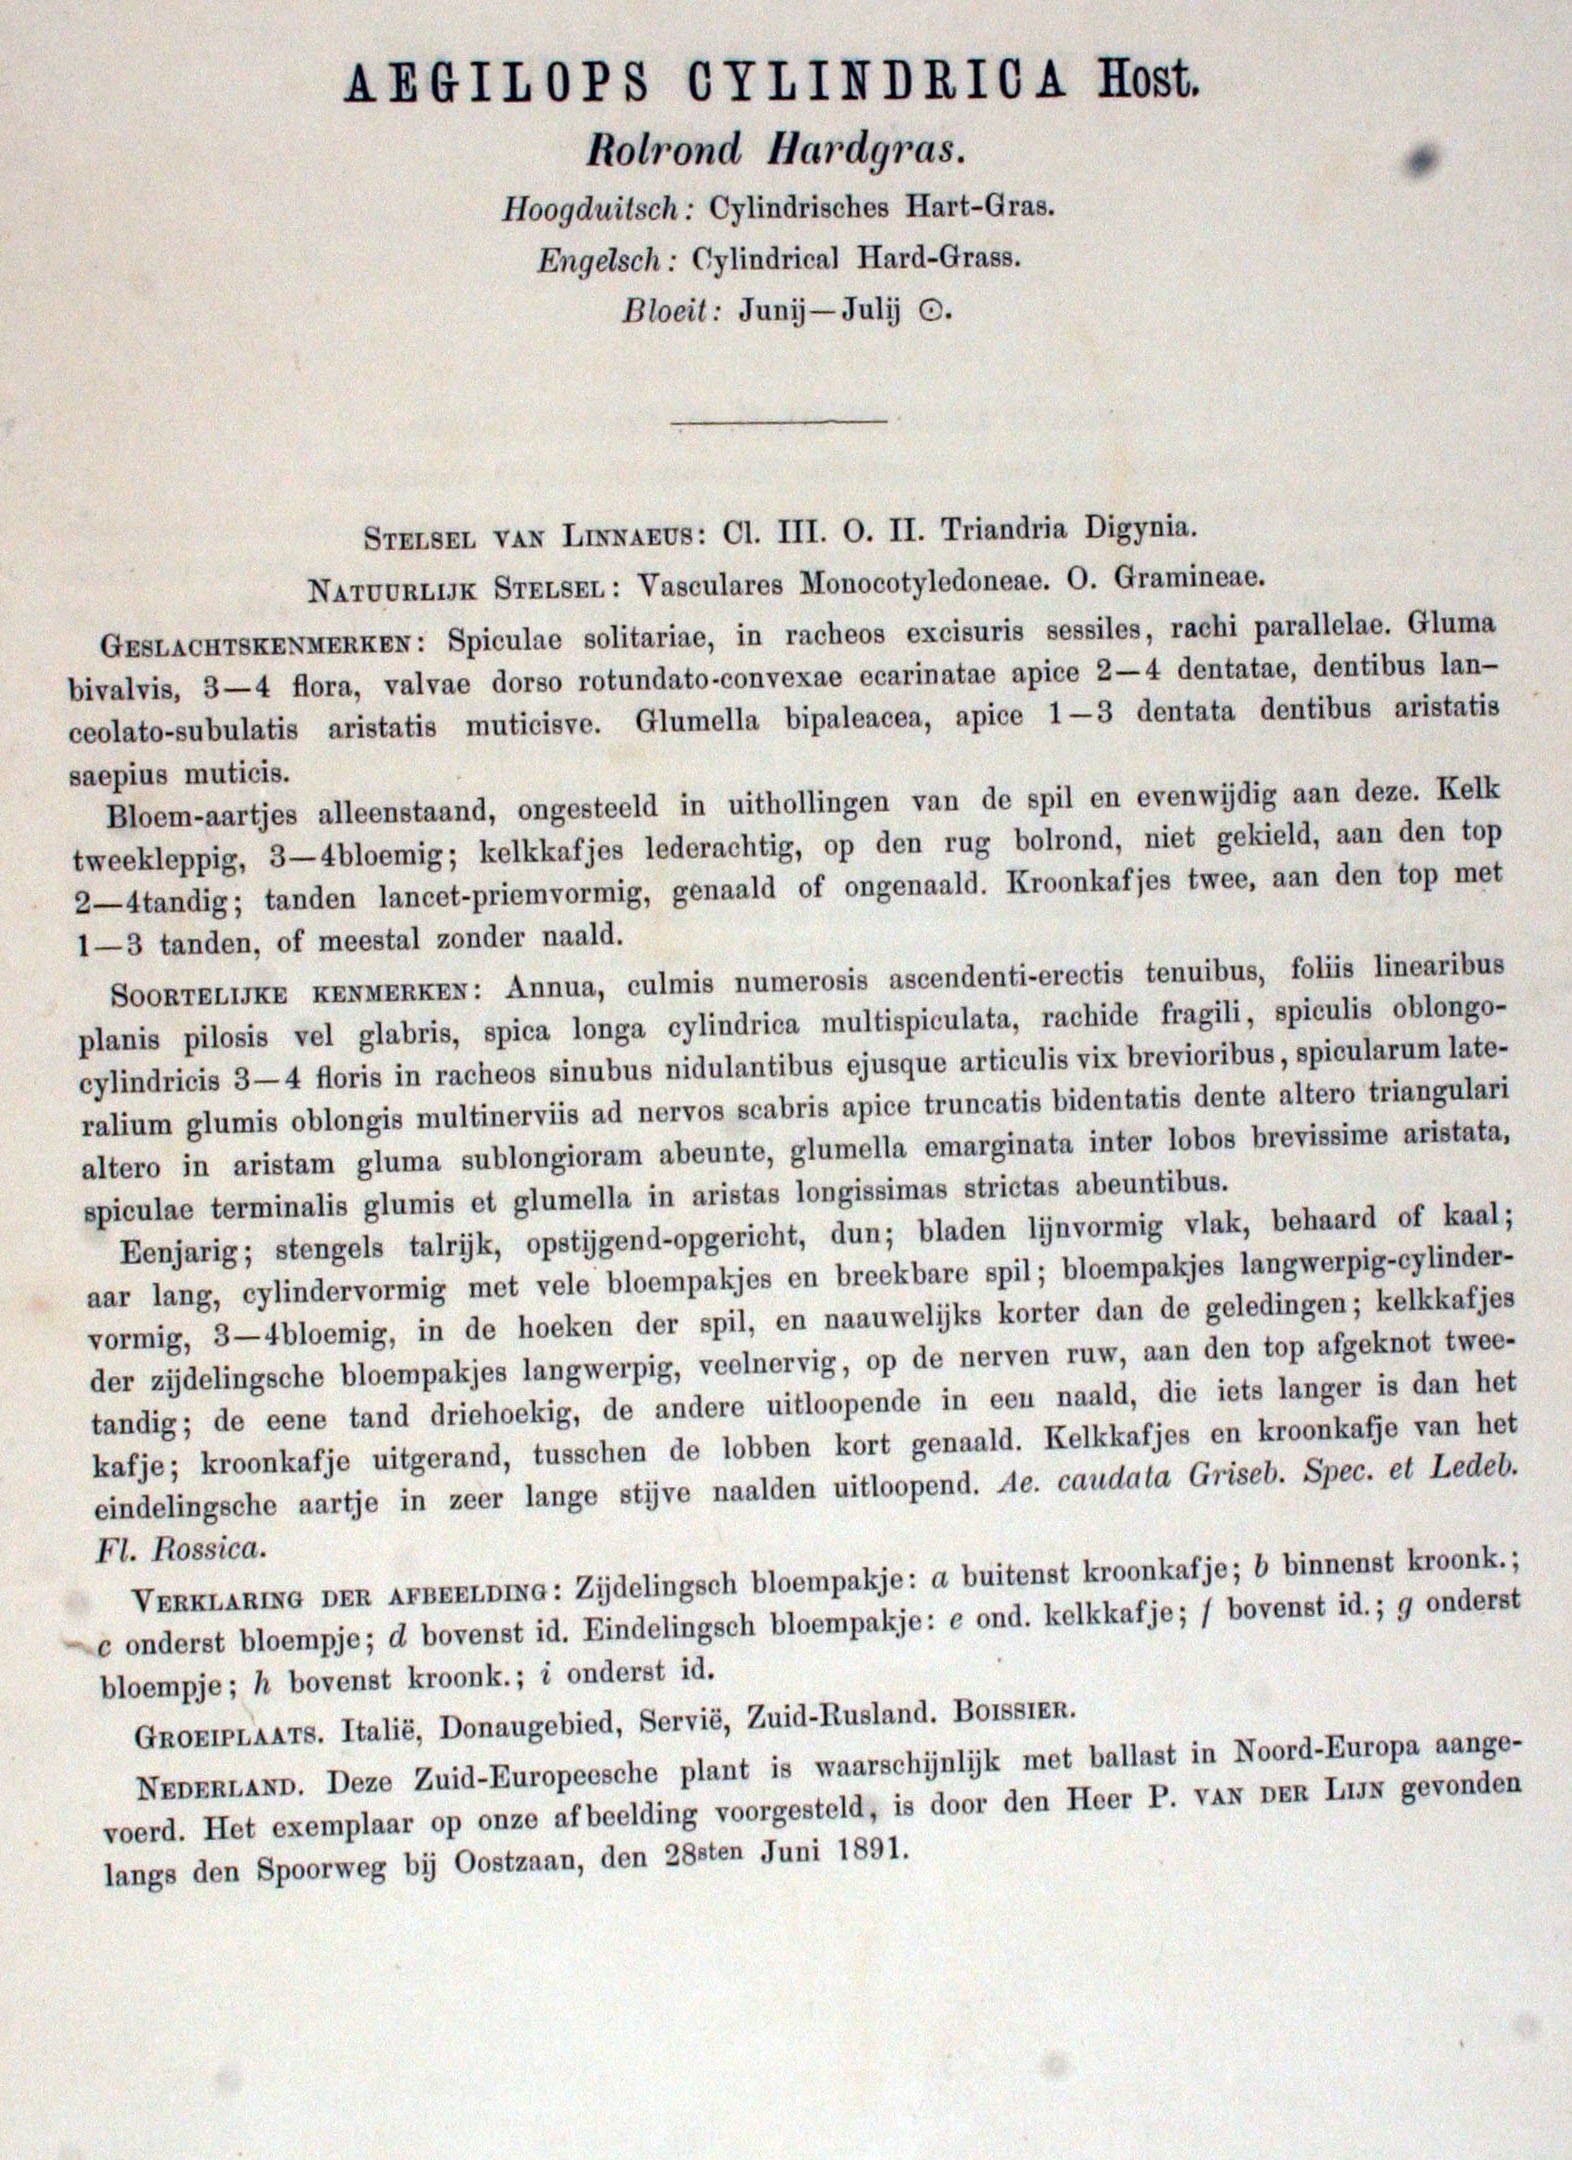 AEGILOPS CYLINDRICA Host.
Rolrond Hardgras.
Hoogduitsch: Cylindrisches Hart-Gras.
Engelsch: Cylindrical Hard-Grass.
Bloeit: Junij—Julij ⊙.
STELSEL VAN LINNAEUS: Cl. III. O. II. Triandria Digynia.
NATUURLIJK STELSEL: Vasculares Monocotyledoneae. O. Gramineae.
GESLACHTSKENMERKEN: Spiculae solitariae, in racheos excisuris sessiles, rachi parallelae. Gluma
bivalvis, 3—4 flora, valvae dorso rotundato-convexae ecarinatae apice 2—4 dentatae, dentibus lan-
ceolato-subulatis aristatis muticisve. Glumella bipaleacea, apice 1—3 dentata dentibus aristatis
saepius muticis.
Bloem-aartjes alleenstaand, ongesteeld in uithollingen van de spil en evenwijdig aan deze. Kelk
tweekleppig, 3—4bloemig; kelkkafjes lederachtig, op den rug bolrond, niet gekield, aan den top
2—4tandig; tanden lancet-priemvormig, genaald of ongenaald. Kroonkafjes twee, aan den top met
1—3 tanden, of meestal zonder naald.
SOORTELIJKE KENMERKEN: Annua, culmis numerosis ascendenti-erectis tenuibus, foliis linearibus
planis pilosis vel glabris, spica longa cylindrica multispiculata, rachide fragili, spiculis oblongo-
cylindricis 3—4 floris in racheos sinubus nidulantibus ejusque articulis vix brevioribus, spicularum late-
ralium glumis oblongis multinerviis ad nervos scabris apice truncatis bidentatis dente altero triangulari
altero in aristam gluma sublongioram abeunte, glumella emarginata inter lobos brevissime aristata,
spiculae terminalis glumis et glumella in aristas longissimas strictas abeuntibus.
Eenjarig; stengels talrijk, opstijgend-opgericht, dun; bladen lijnvormig vlak, behaard of kaal;
aar lang, cylindervormig met vele bloempakjes en breekbare spil; bloempakjes langwerpig-cylinder-
vormig, 3—4bloemig, in de hoeken der spil, en naauwelijks korter dan de geledingen; kelkkafjes
der zijdelingsche bloempakjes langwerpig, veelnervig, op de nerven ruw, aan den top afgeknot twee-
tandig; de eene tand driehoekig, de andere uitloopende in een naald, die iets langer is dan het
kafje; kroonkafje uitgerand, tusschen de lobben kort genaald. Kelkkafjes en kroonkafje van het
eindelingsche aartje in zeer lange stijve naalden uitloopend. Ae. caudata Griseb. Spec. et Ledeb.
Fl. Rossica.
VERKLARING DER AFBEELDING: Zijdelingsch bloempakje: a buitenst kroonkafje; b binnenst kroonk.;
c onderst bloempje; d bovenst id. Eindelingsch bloempakje: e ond. kelkkafje; f bovenst id.; g onderst
bloempje; h bovenst kroonk.; i onderst id.
GROEIPLAATS. Italië, Donaugebied, Servië, Zuid-Rusland. BOISSIER.
NEDERLAND. Deze Zuid-Europeesche plant is waarschijnlijk met ballast in Noord-Europa aange-
voerd. Het exemplaar op onze afbeelding voorgesteld, is door den Heer P. VAN DER LIJN gevonden
langs den Spoorweg bij Oostzaan, den 28sten Juni 1891.